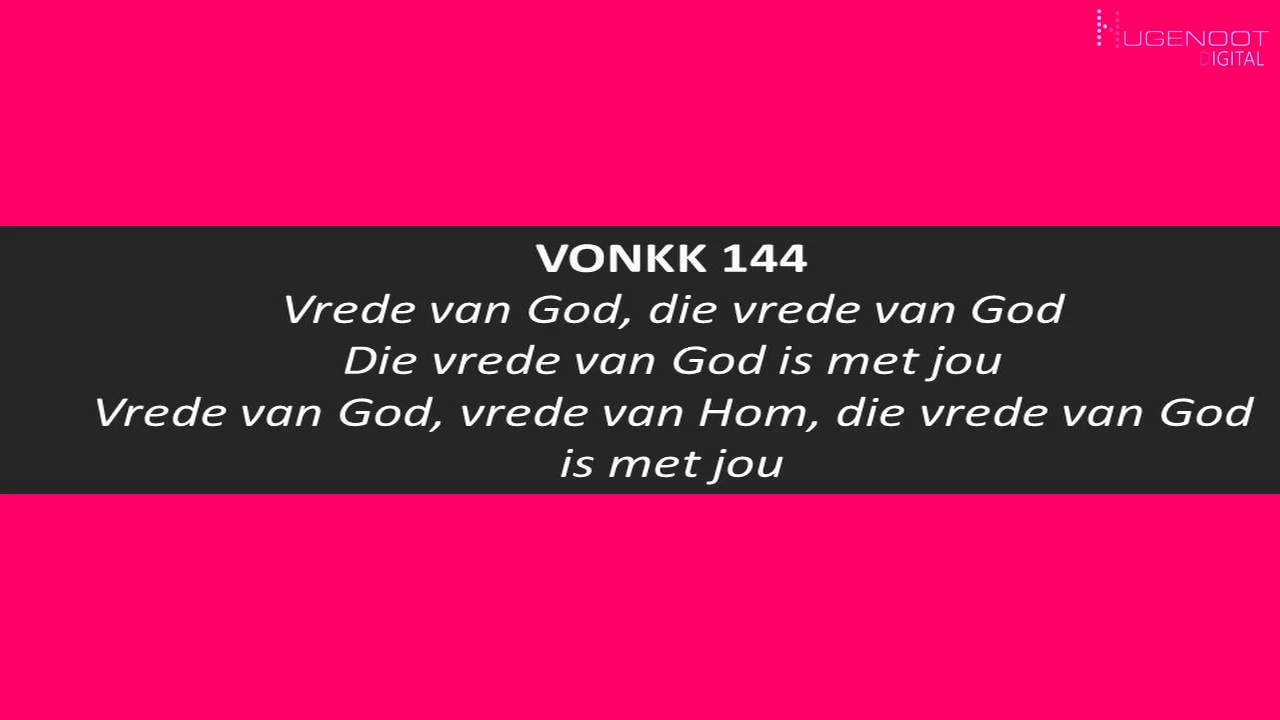 HUGENOOT
DIGITAL
VONKK 144
Vrede van God, die vrede van God
Die vrede van God is met jou
Vrede van God, vrede van Hom, die vrede van God
is met jou